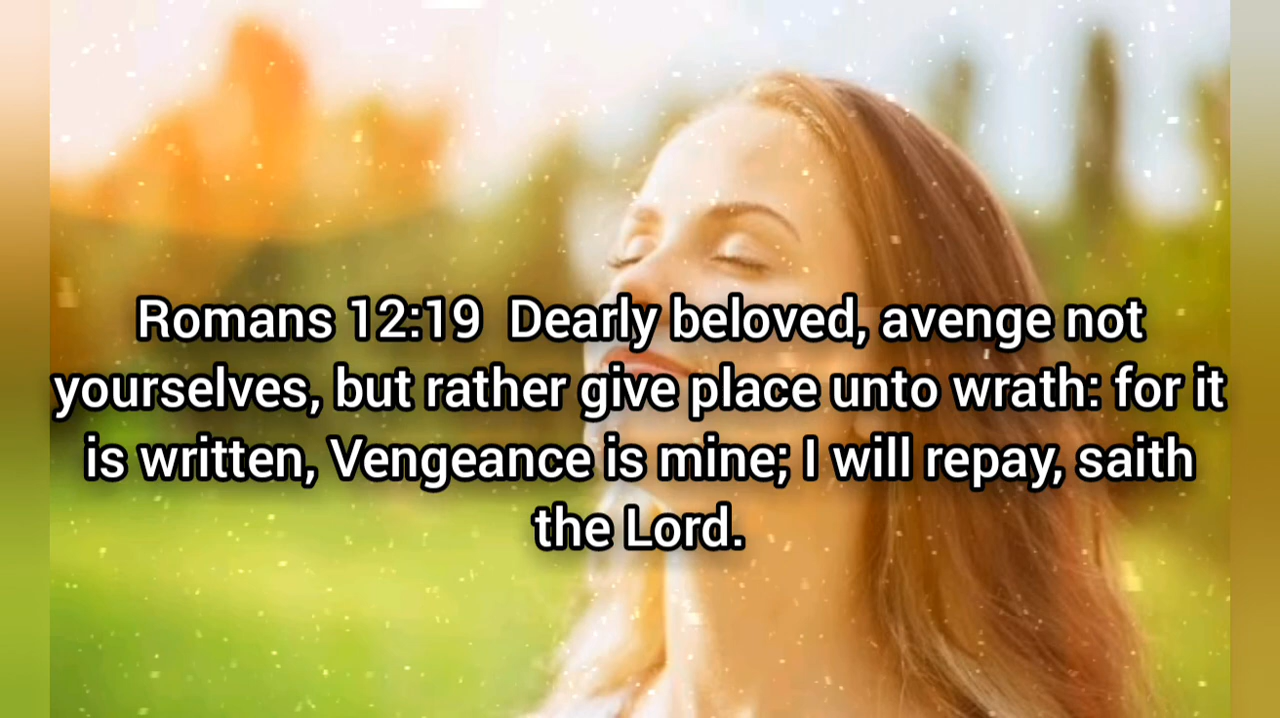 Romans 12:19  Dearly beloved, avenge not
yourselves, but rather give place unto wrath: for it
is written, Vengeance is mine; I will repay, saith
the Lord.